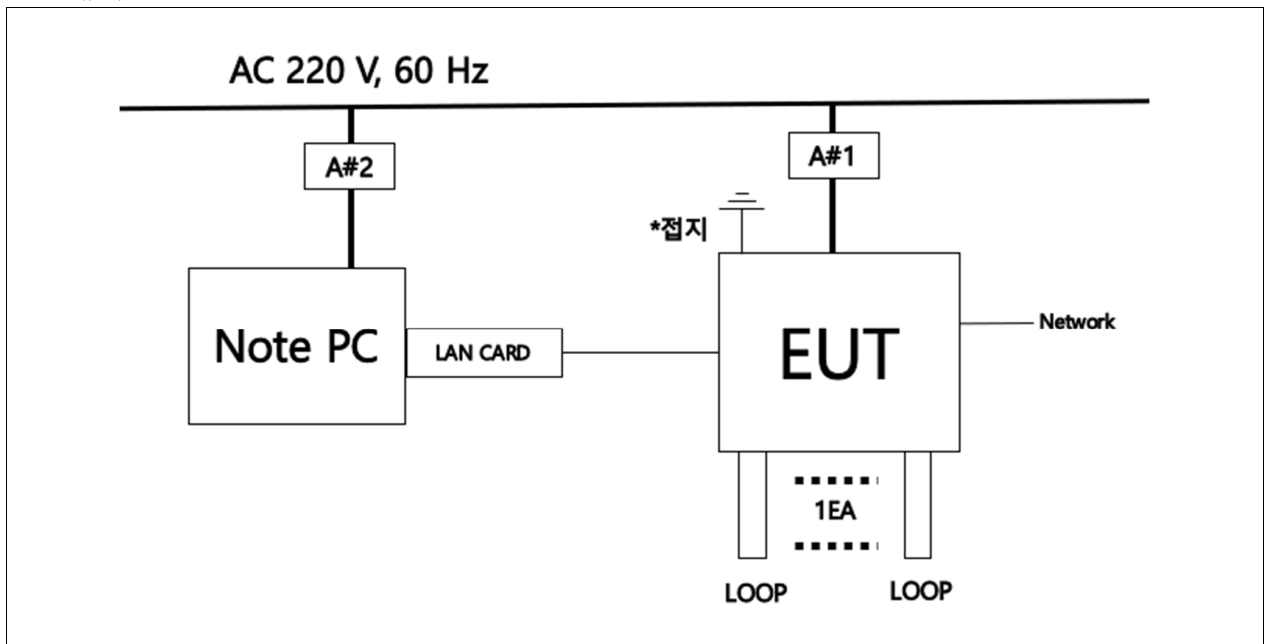 AC 220 V, 60 Hz
A#2
A#1
*접지
Note PC
LAN CARD
EUT
Network
1EA
LOOP
LOOP